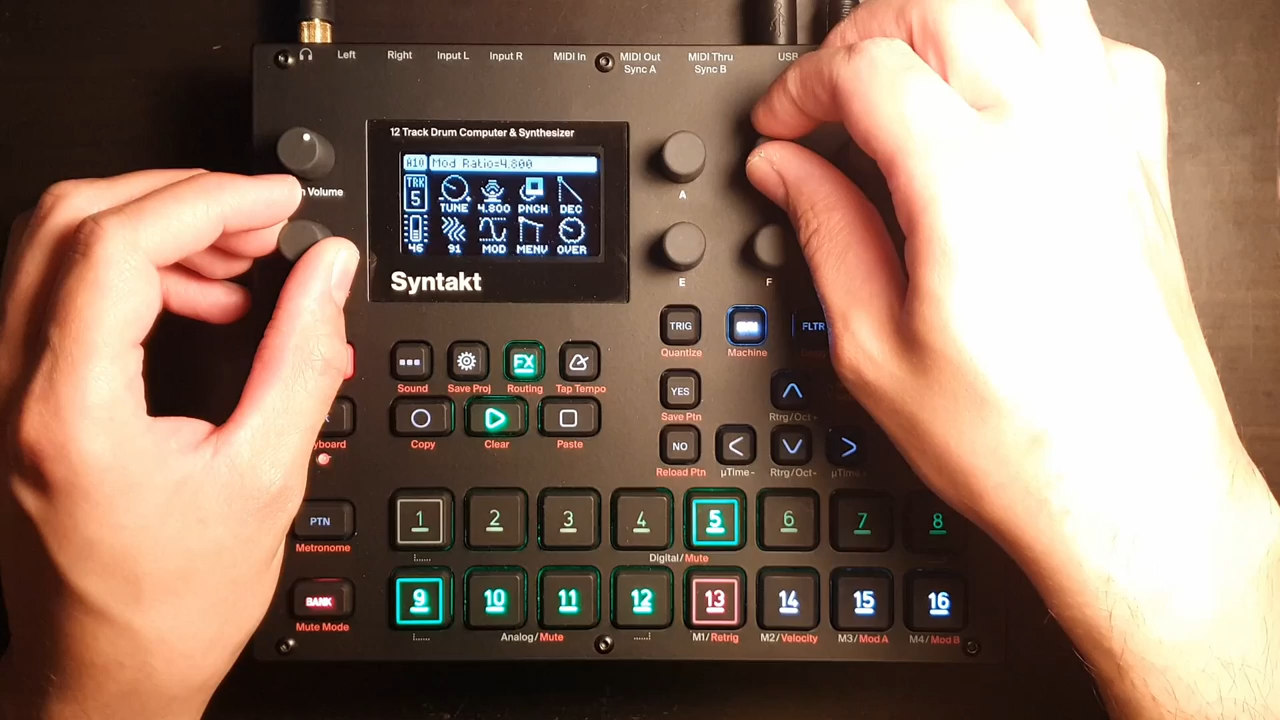 Left Right Input L Input R MIDI In MIDI Out MIDI Thru USB
Sync A Sync B
12 Track Drum Computer & Synthesizer
A10 Mod Ratio=4.800
TRK
5
TUNE 4.800 PNCH DEC
46 91 MOD MENV OVER
Volume
Syntakt
A
E F
TRIG FLTR
Quantize Machine
FX
Sound Save Proj Routing Tap Tempo
YES
Save Ptn Rtrg/Oct+
Copy Clear Paste
NO
Reload Ptn µTime- Rtrg/Oct- µTime
PTN
Metronome
1 2 3 4 5 6 7 8
Digital/Mute
BANK
Mute Mode
9 10 11 12 13 14 15 16
Analog/Mute M1/Retrig M2/Velocity M3/Mod A M4/Mod B